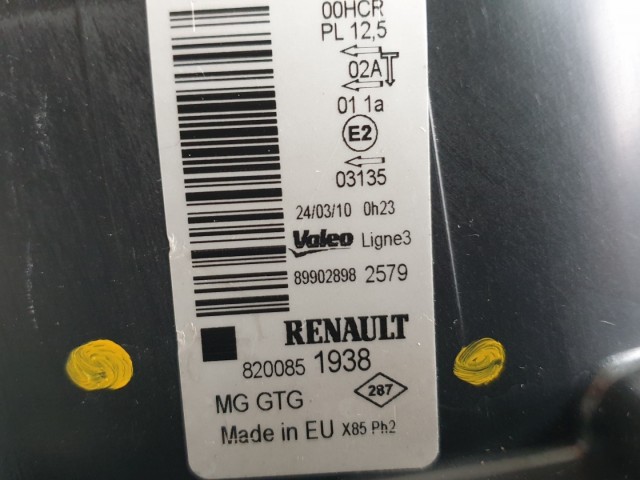 00HCR
PL 12,5
02A
01 1a
E2
03135
24/03/10 0h23
Valeo Ligne3
89902898 2579
RENAULT
820085 1938
MG GTG 287
Made in EU X85 Ph2